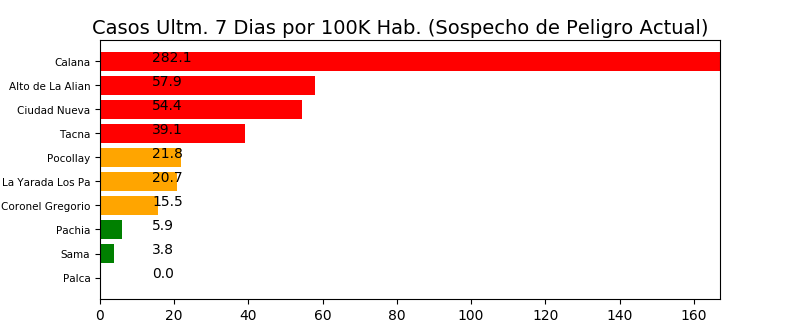 Casos Ultm. 7 Dias por 100K Hab. (Sospecho de Peligro Actual)
Calana 282.1
Alto de La Alian 57.9
Ciudad Nueva 54.4
Tacna 39.1
Pocollay 21.8
La Yarada Los Pa 20.7
Coronel Gregorio 15.5
Pachia 5.9
Sama 3.8
Palca 0.0
0 20 40 60 80 100 120 140 160